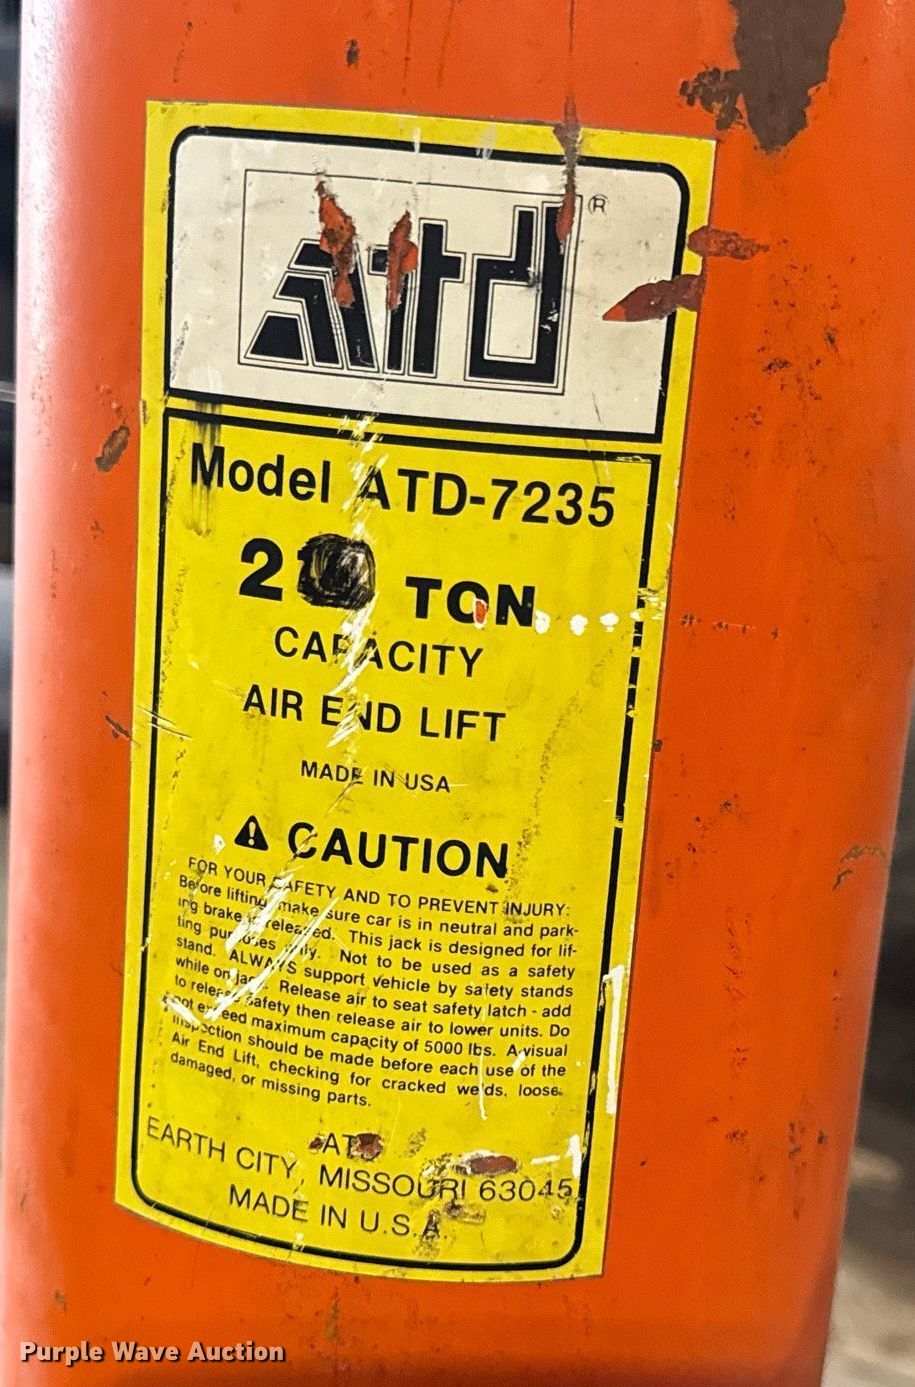 atd®
Model ATD-7235
2 TON
CAPACITY
AIR END LIFT
MADE IN USA
CAUTION
FOR YOUR SAFETY AND TO PREVENT INJURY:
Before lifting make sure car is in neutral and park-
ing brake is released. This jack is designed for lif-
ting purposes only. Not to be used as a safety
stand. ALWAYS support vehicle by safety stands
while on jack. Release air to seat safety latch - add
to release safety then release air to lower units. Do
not exceed maximum capacity of 5000 lbs. A visual
inspection should be made before each use of the
Air End Lift, checking for cracked welds, loose,
damaged, or missing parts.
ATD
EARTH CITY, MISSOURI 63045
MADE IN U.S.A.
Purple Wave Auction